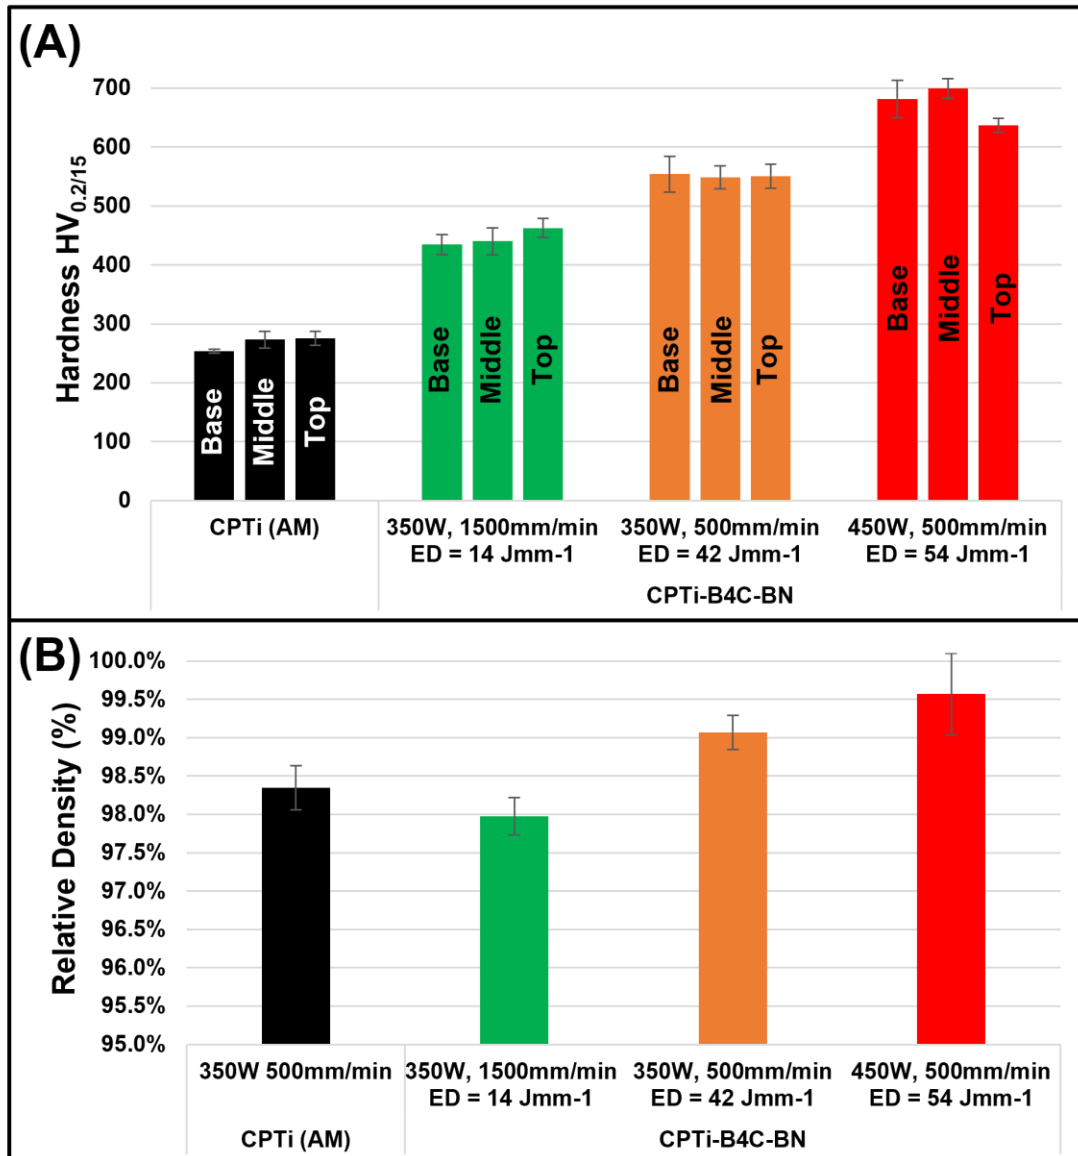 (A)
Hardness HV0.2/15
700
600
500
400
300
200
100
0
Base
Middle
Top
Base
Middle
Top
Base
Middle
Top
Base
Middle
Top
CPTi (AM)
350W, 1500mm/min
ED = 14 Jmm-1
350W, 500mm/min
ED = 42 Jmm-1
450W, 500mm/min
ED = 54 Jmm-1
CPTi-B4C-BN
(B)
Relative Density (%)
100.0%
99.5%
99.0%
98.5%
98.0%
97.5%
97.0%
96.5%
96.0%
95.5%
95.0%
350W 500mm/min
350W, 1500mm/min
ED = 14 Jmm-1
350W, 500mm/min
ED = 42 Jmm-1
450W, 500mm/min
ED = 54 Jmm-1
CPTi (AM)
CPTi-B4C-BN